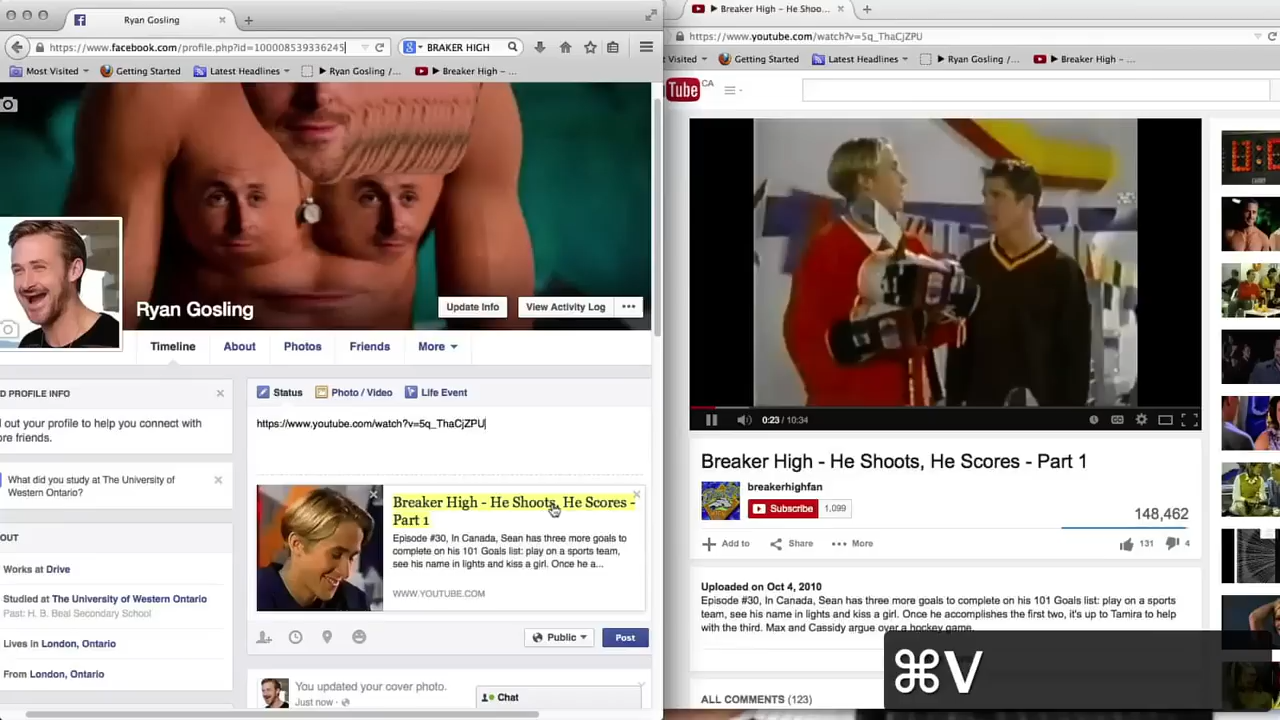 Ryan Gosling
https://www.facebook.com/profile.php?id=100008539336245
BRAKER HIGH
Most Visited
Getting Started
Latest Headlines
Ryan Gosling /...
Breaker High - ...
Ryan Gosling
Update Info
View Activity Log
Timeline
About
Photos
Friends
More
D PROFILE INFO
out your profile to help you connect with
ore friends.
What did you study at The University of
Western Ontario?
OUT
Works at Drive
Studied at The University of Western Ontario
Past: H. B. Beal Secondary School
Lives in London, Ontario
From London, Ontario
Status
Photo / Video
Life Event
https://www.youtube.com/watch?v=5q_ThaCjZPU
Breaker High - He Shoots, He Scores -
Part 1
Episode #30, In Canada, Sean has three more goals to
complete on his 101 Goals list: play on a sports team,
see his name in lights and kiss a girl. Once he a...
WWW.YOUTUBE.COM
Public
Post
You updated your cover photo.
Just now
Chat
Breaker High – He Shoo...
https://www.youtube.com/watch?v=5q_ThaCjZPU
Visited
Getting Started
Latest Headlines
Ryan Gosling /...
Breaker High - ...
Tube
CA
0:23 / 10:34
Breaker High - He Shoots, He Scores - Part 1
breakerhighfan
Subscribe
1,099
148,462
Add to
Share
More
131
4
Uploaded on Oct 4, 2010
Episode #30, In Canada, Sean has three more goals to complete on his 101 Goals list: play on a sports
team, see his name in lights and kiss a girl. Once he accomplishes the first two, it's up to Tamira to help
with the third. Max and Cassidy argue over a hockey game.
ALL COMMENTS (123)
⌘V